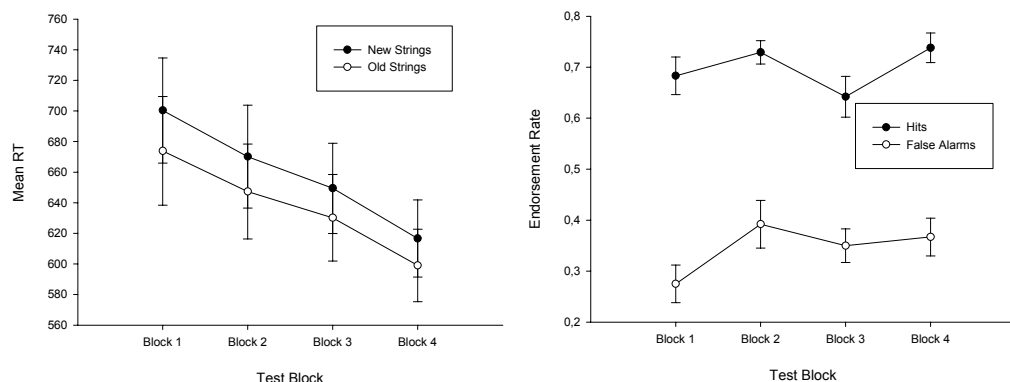 760
740
720
700
680
660
640
620
600
580
560
Mean RT
New Strings
Old Strings
Block 1 Block 2 Block 3 Block 4
Test Block
0,8
0,7
0,6
0,5
0,4
0,3
0,2
Endorsement Rate
Hits
False Alarms
Block 1 Block 2 Block 3 Block 4
Test Block